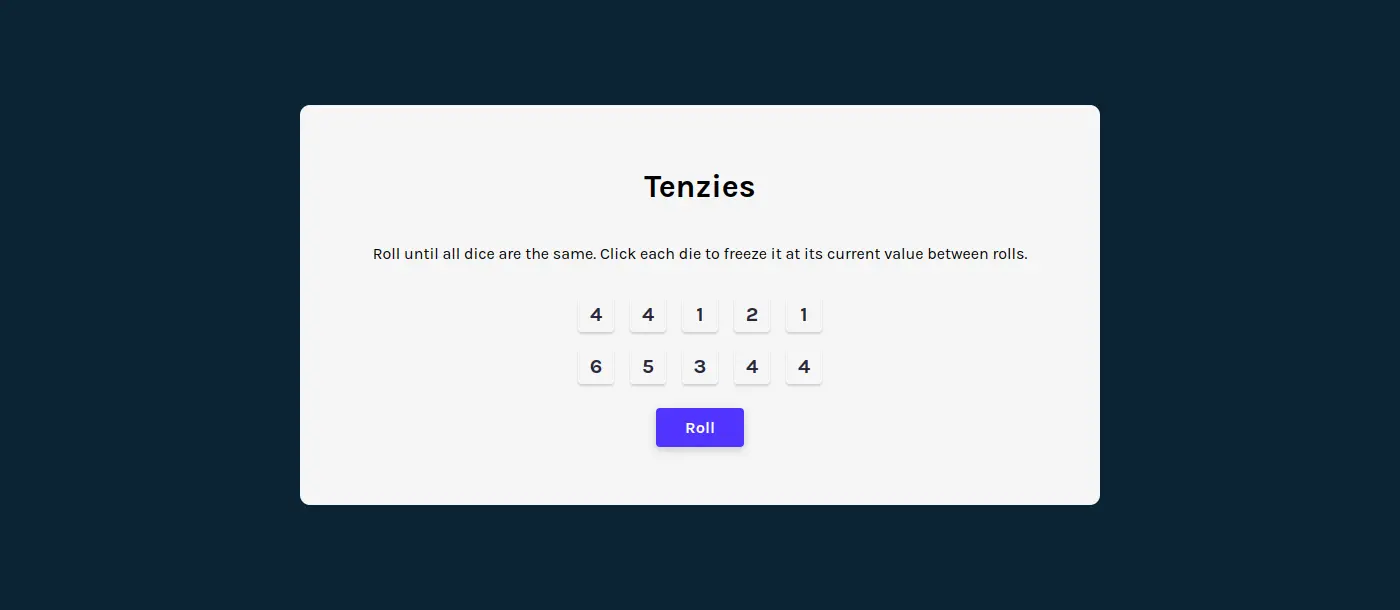 Tenzies
Roll until all dice are the same. Click each die to freeze it at its current value between rolls.
4 4 1 2 1
6 5 3 4 4
Roll